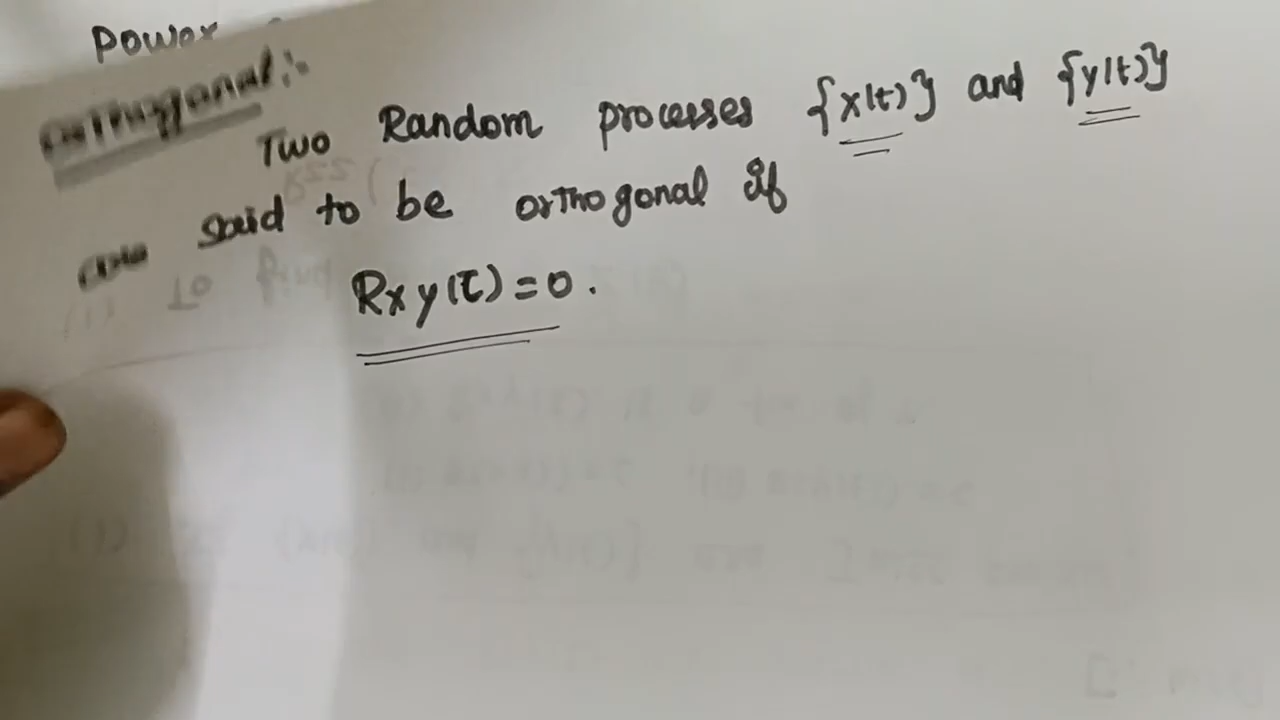 Power
Orthogonal:-
Two Random processes {x(t)} and {y(t)}
are said to be orthogonal if
Rxy(τ)=0.